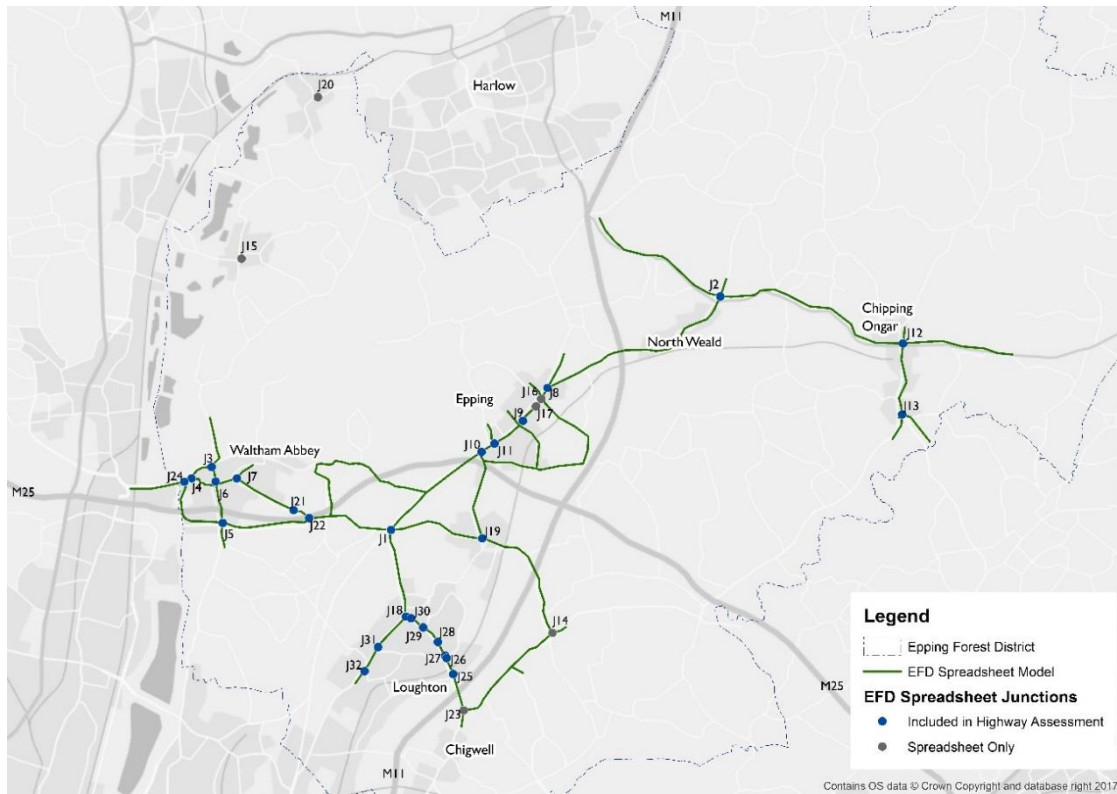 M11
J20
Harlow
J15
J2
Chipping
Ongar
J12
North Weald
J16
J8
J17
Epping
J9
J13
J10
J11
Waltham Abbey
J3
J24
J4
J6
J7
M25
J21
J22
J5
J1
J19
J18
J30
J29
J14
J28
J31
J27
J26
J32
J25
Loughton
J23
Chigwell
M25
M11
Legend
Epping Forest District
EFD Spreadsheet Model
EFD Spreadsheet Junctions
Included in Highway Assessment
Spreadsheet Only
Contains OS data © Crown Copyright and database right 2017